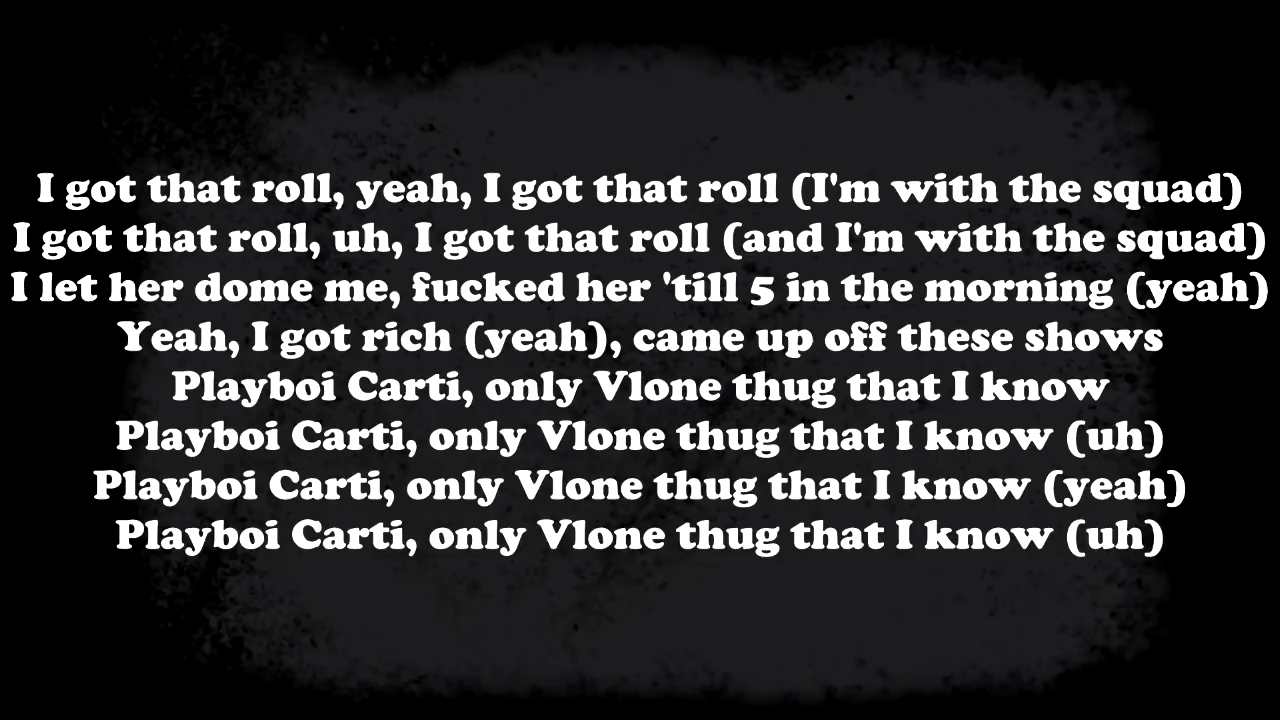 I got that roll, yeah, I got that roll (I'm with the squad)
I got that roll, uh, I got that roll (and I'm with the squad)
I let her dome me, fucked her 'till 5 in the morning (yeah)
Yeah, I got rich (yeah), came up off these shows
Playboi Carti, only Vlone thug that I know
Playboi Carti, only Vlone thug that I know (uh)
Playboi Carti, only Vlone thug that I know (yeah)
Playboi Carti, only Vlone thug that I know (uh)